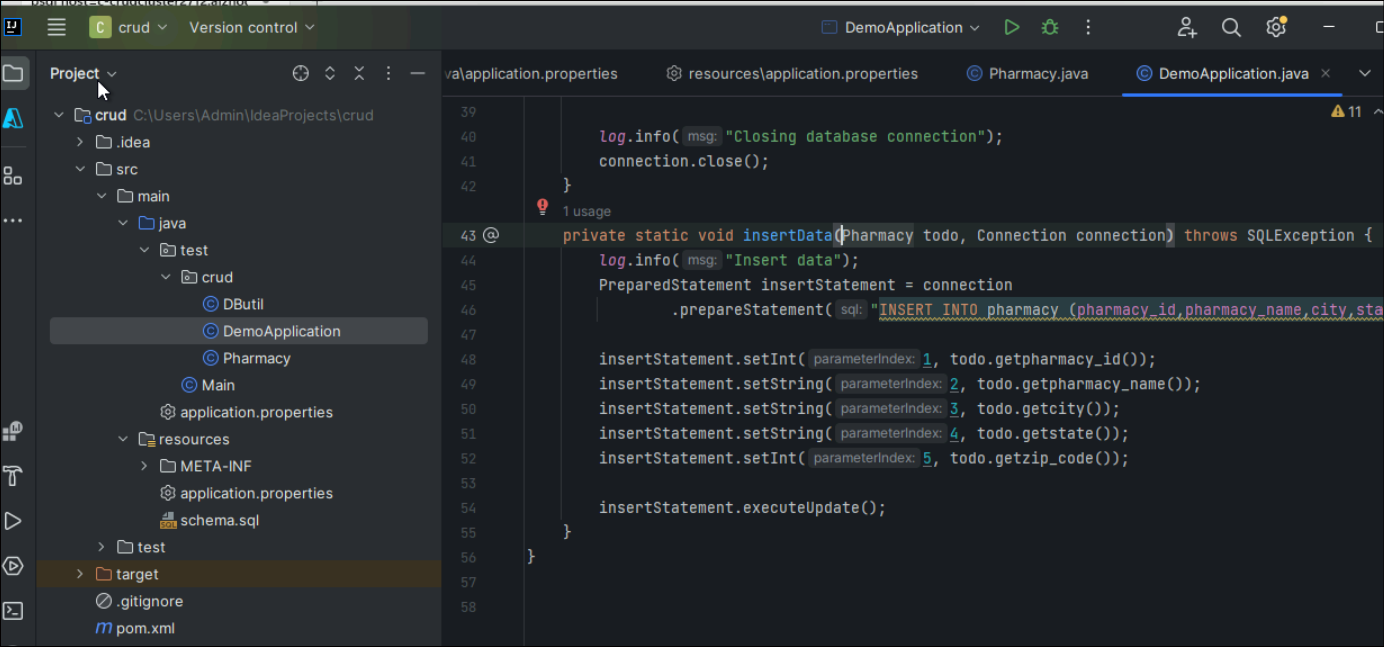 C crud Version control DemoApplication
Project
crud C:\Users\Admin\IdeaProjects\crud
.idea
src
main
java
test
crud
DButil
DemoApplication
Pharmacy
Main
application.properties
resources
META-INF
application.properties
schema.sql
test
target
.gitignore
pom.xml
va\application.properties resources\application.properties Pharmacy.java DemoApplication.java
11
39
40 log.info( msg: "Closing database connection");
41 connection.close();
42 }
1 usage
43 @ private static void insertData(Pharmacy todo, Connection connection) throws SQLException {
44 log.info( msg: "Insert data");
45 PreparedStatement insertStatement = connection
46 .prepareStatement( sql: "INSERT INTO pharmacy (pharmacy_id,pharmacy_name,city,sta
47
48 insertStatement.setInt( parameterIndex: 1, todo.getpharmacy_id());
49 insertStatement.setString( parameterIndex: 2, todo.getpharmacy_name());
50 insertStatement.setString( parameterIndex: 3, todo.getcity());
51 insertStatement.setString( parameterIndex: 4, todo.getstate());
52 insertStatement.setInt( parameterIndex: 5, todo.getzip_code());
53
54 insertStatement.executeUpdate();
55 }
56 }
57
58